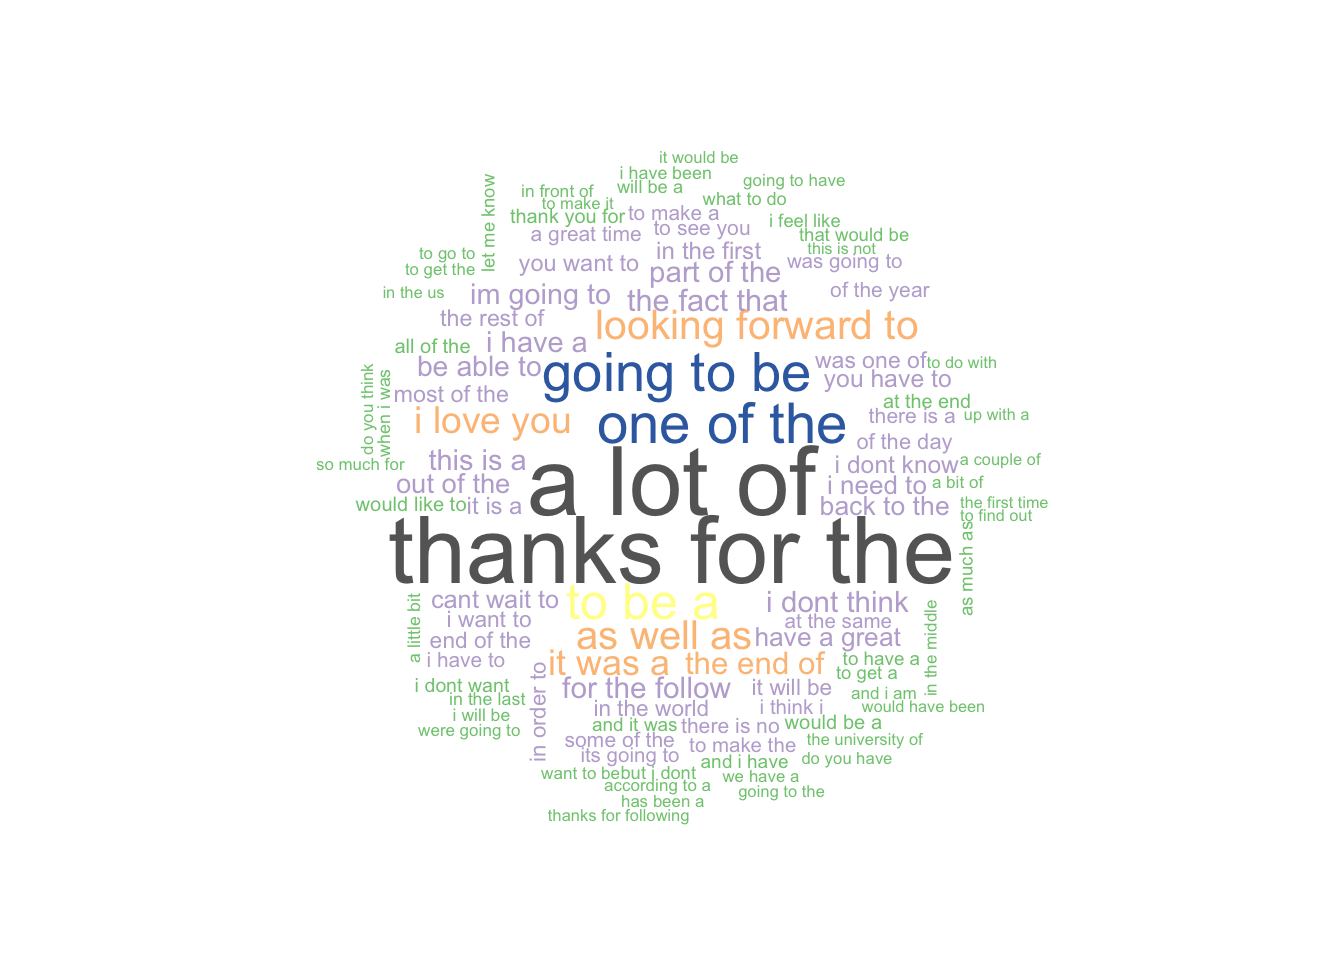 it would be
i have been
going to have
will be a
in front of
what to do
to make it
to make a
thank you for
i feel like
let me know
to see you
a great time
that would be
this is not
in the first
to go to
was going to
you want to
to get the
part of the
of the year
in the us
im going to
the fact that
the rest of
looking forward to
i have a
all of the
was one of
to do with
be able to
going to be
you have to
do you think
when i was
most of the
at the end
there is a
up with a
i love you
one of the
of the day
this is a
a couple of
so much for
i dont know
a lot of
out of the
i need to
a bit of
would like to
it is a
back to the
the first time
to find out
thanks for the
as much as
cant wait to
to be a
i dont think
a little bit
i want to
at the same
as well as
have a great
end of the
in the middle
i have to
it was a
the end of
to have a
to get a
i dont want
for the follow
it will be
and i am
in the last
would have been
in order to
in the world
i think i
i will be
and it was
there is no
would be a
were going to
some of the
to make the
the university of
its going to
and i have
do you have
want to be
but i dont
we have a
according to a
going to the
has been a
thanks for following